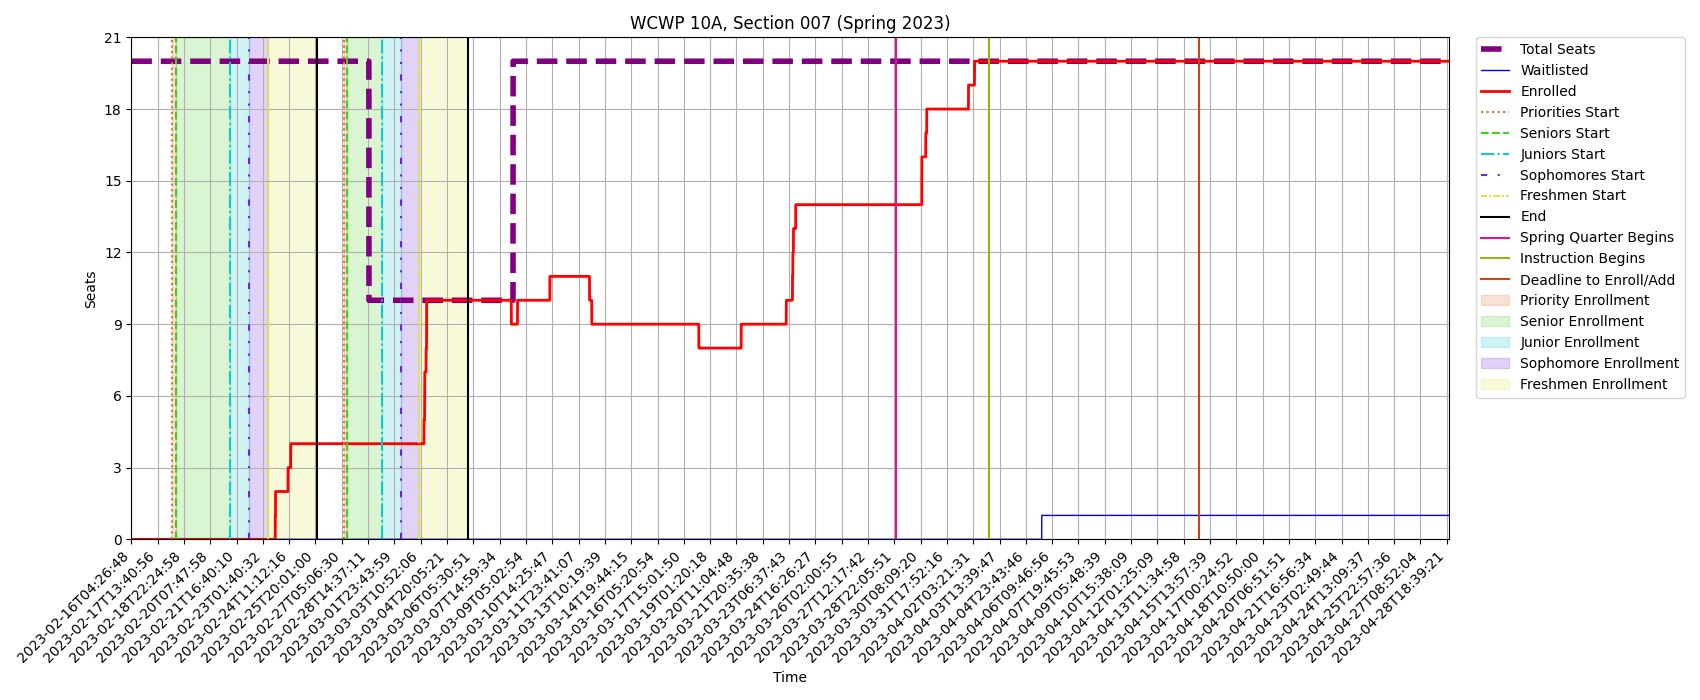 WCWP 10A, Section 007 (Spring 2023)
Seats
21
18
15
12
9
6
3
0
2023-02-16T04:26:48
2023-02-17T13:40:56
2023-02-18T22:24:58
2023-02-20T07:47:58
2023-02-21T16:40:10
2023-02-23T01:40:32
2023-02-24T11:12:16
2023-02-25T20:01:00
2023-02-27T05:06:30
2023-02-28T14:37:11
2023-03-01T23:43:59
2023-03-03T10:52:06
2023-03-04T20:05:21
2023-03-06T05:30:51
2023-03-07T14:59:34
2023-03-09T05:02:54
2023-03-10T14:25:47
2023-03-11T23:41:07
2023-03-13T10:19:39
2023-03-14T19:44:15
2023-03-16T05:20:54
2023-03-17T15:01:50
2023-03-19T01:20:18
2023-03-20T11:04:48
2023-03-21T20:35:38
2023-03-23T06:37:43
2023-03-24T16:26:27
2023-03-26T02:00:55
2023-03-27T12:17:42
2023-03-28T22:05:51
2023-03-30T08:09:20
2023-03-31T17:52:16
2023-04-02T03:21:31
2023-04-03T13:39:47
2023-04-04T23:43:46
2023-04-06T09:46:56
2023-04-07T19:45:53
2023-04-09T05:48:39
2023-04-10T15:38:09
2023-04-12T01:25:09
2023-04-13T11:34:58
2023-04-15T13:57:39
2023-04-17T00:24:52
2023-04-18T10:50:00
2023-04-20T06:51:51
2023-04-21T16:56:34
2023-04-23T02:49:44
2023-04-24T13:09:37
2023-04-25T22:57:36
2023-04-27T08:52:04
2023-04-28T18:39:21
Time
Total Seats
Waitlisted
Enrolled
Priorities Start
Seniors Start
Juniors Start
Sophomores Start
Freshmen Start
End
Spring Quarter Begins
Instruction Begins
Deadline to Enroll/Add
Priority Enrollment
Senior Enrollment
Junior Enrollment
Sophomore Enrollment
Freshmen Enrollment